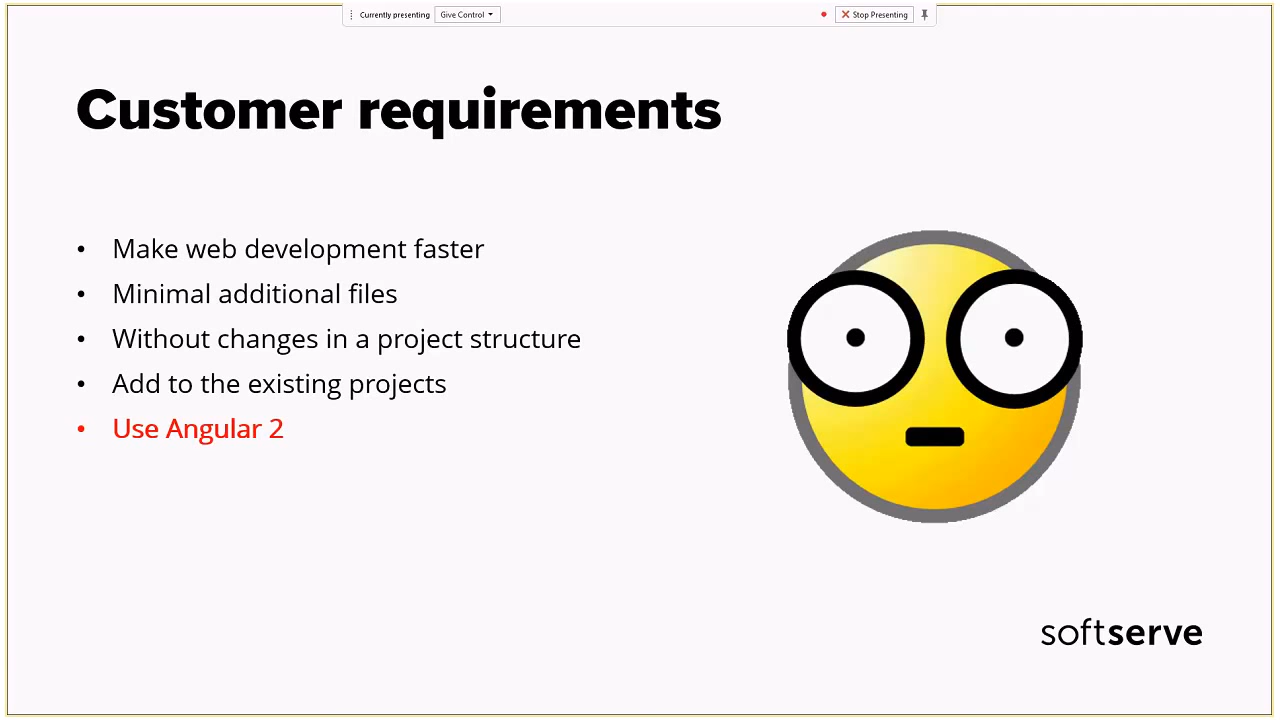 Currently presenting Give Control Stop Presenting
Customer requirements
• Make web development faster
• Minimal additional files
• Without changes in a project structure
• Add to the existing projects
• Use Angular 2
softserve